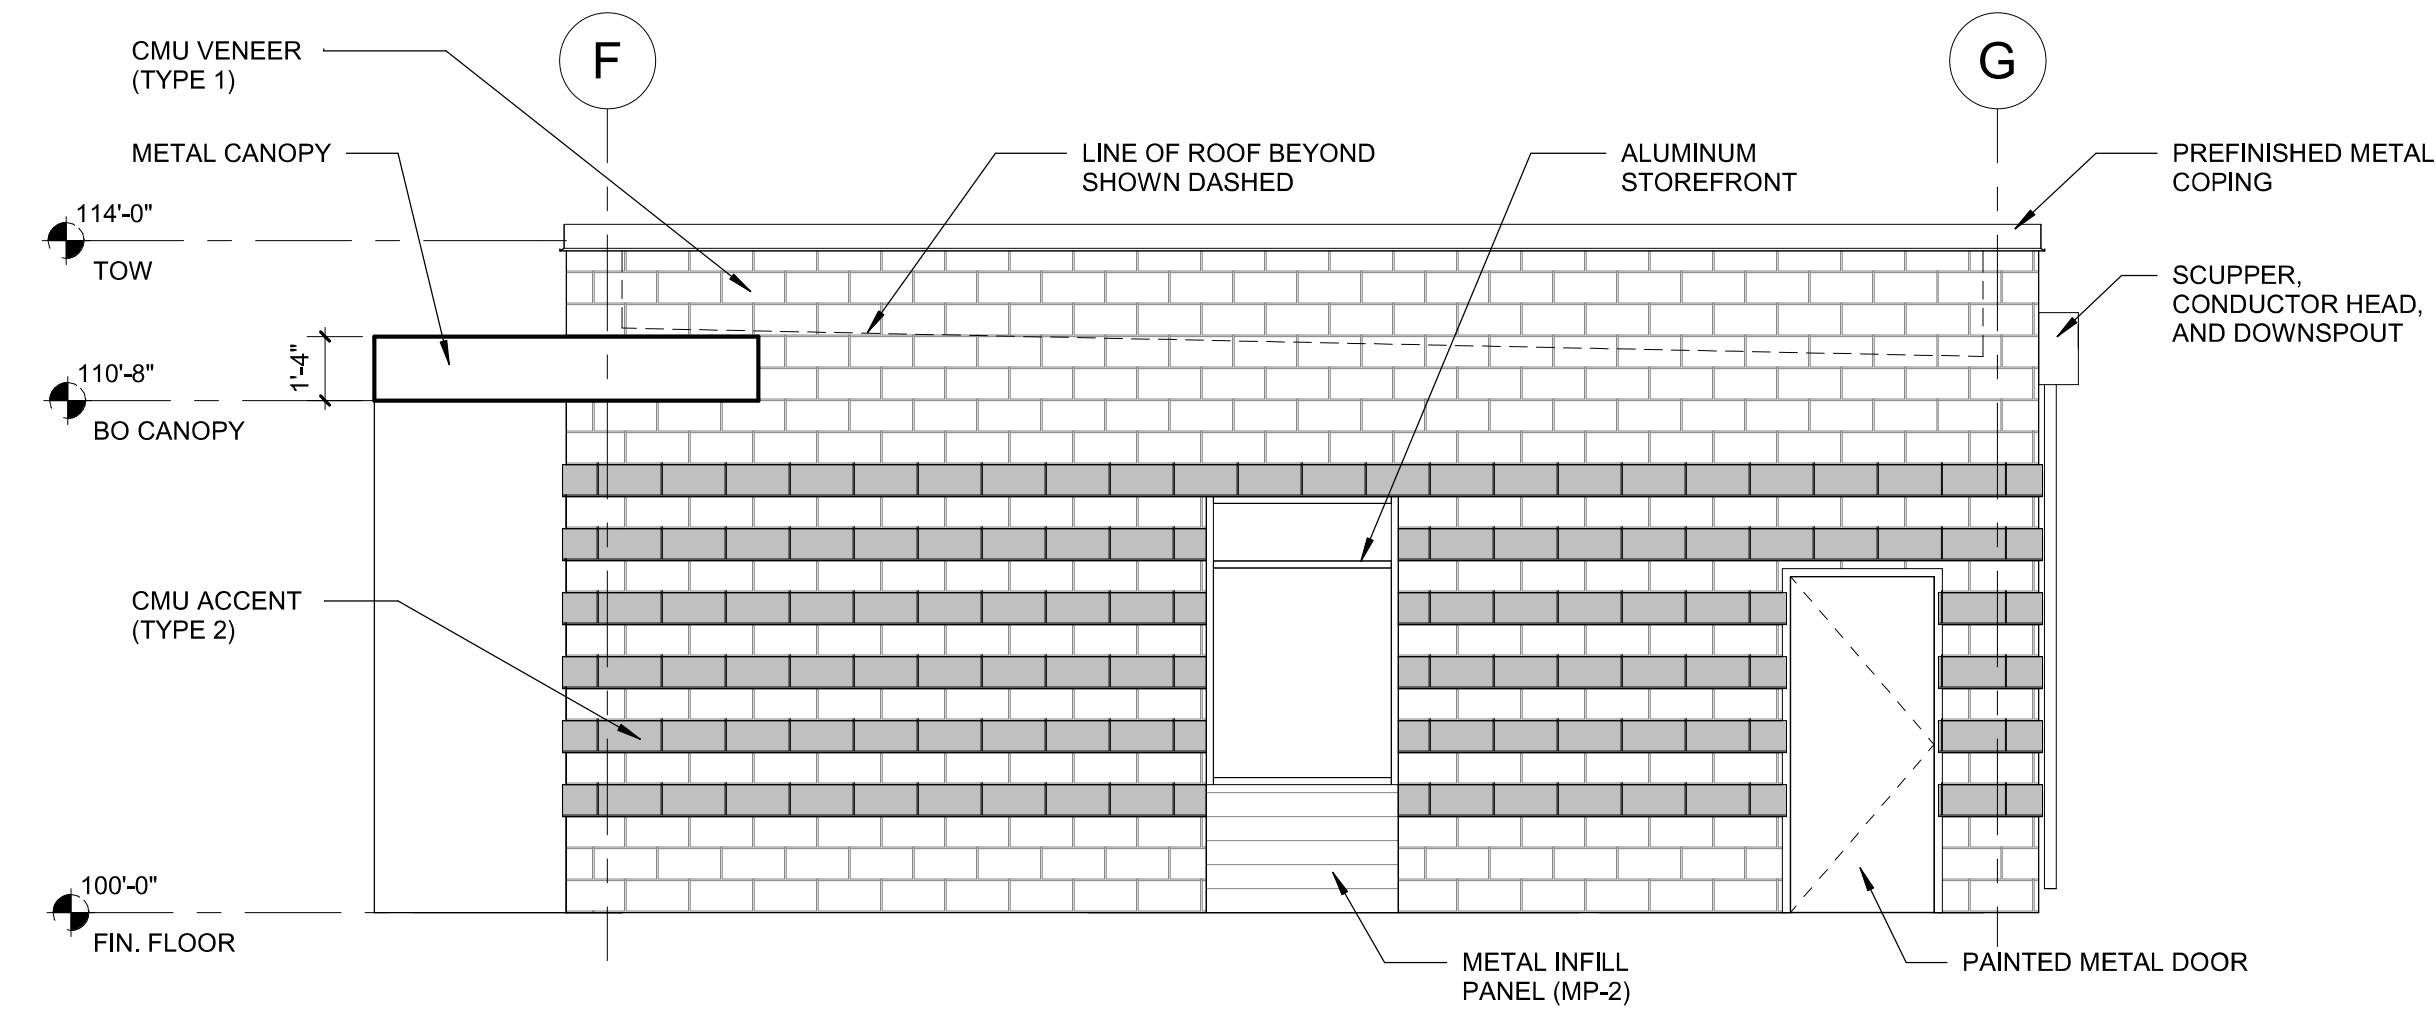 F
G
CMU VENEER
(TYPE 1)
METAL CANOPY
LINE OF ROOF BEYOND
SHOWN DASHED
ALUMINUM
STOREFRONT
PREFINISHED METAL
COPING
114'-0"
TOW
SCUPPER,
CONDUCTOR HEAD,
AND DOWNSPOUT
1'-4"
110'-8"
BO CANOPY
CMU ACCENT
(TYPE 2)
100'-0"
FIN. FLOOR
METAL INFILL
PANEL (MP-2)
PAINTED METAL DOOR